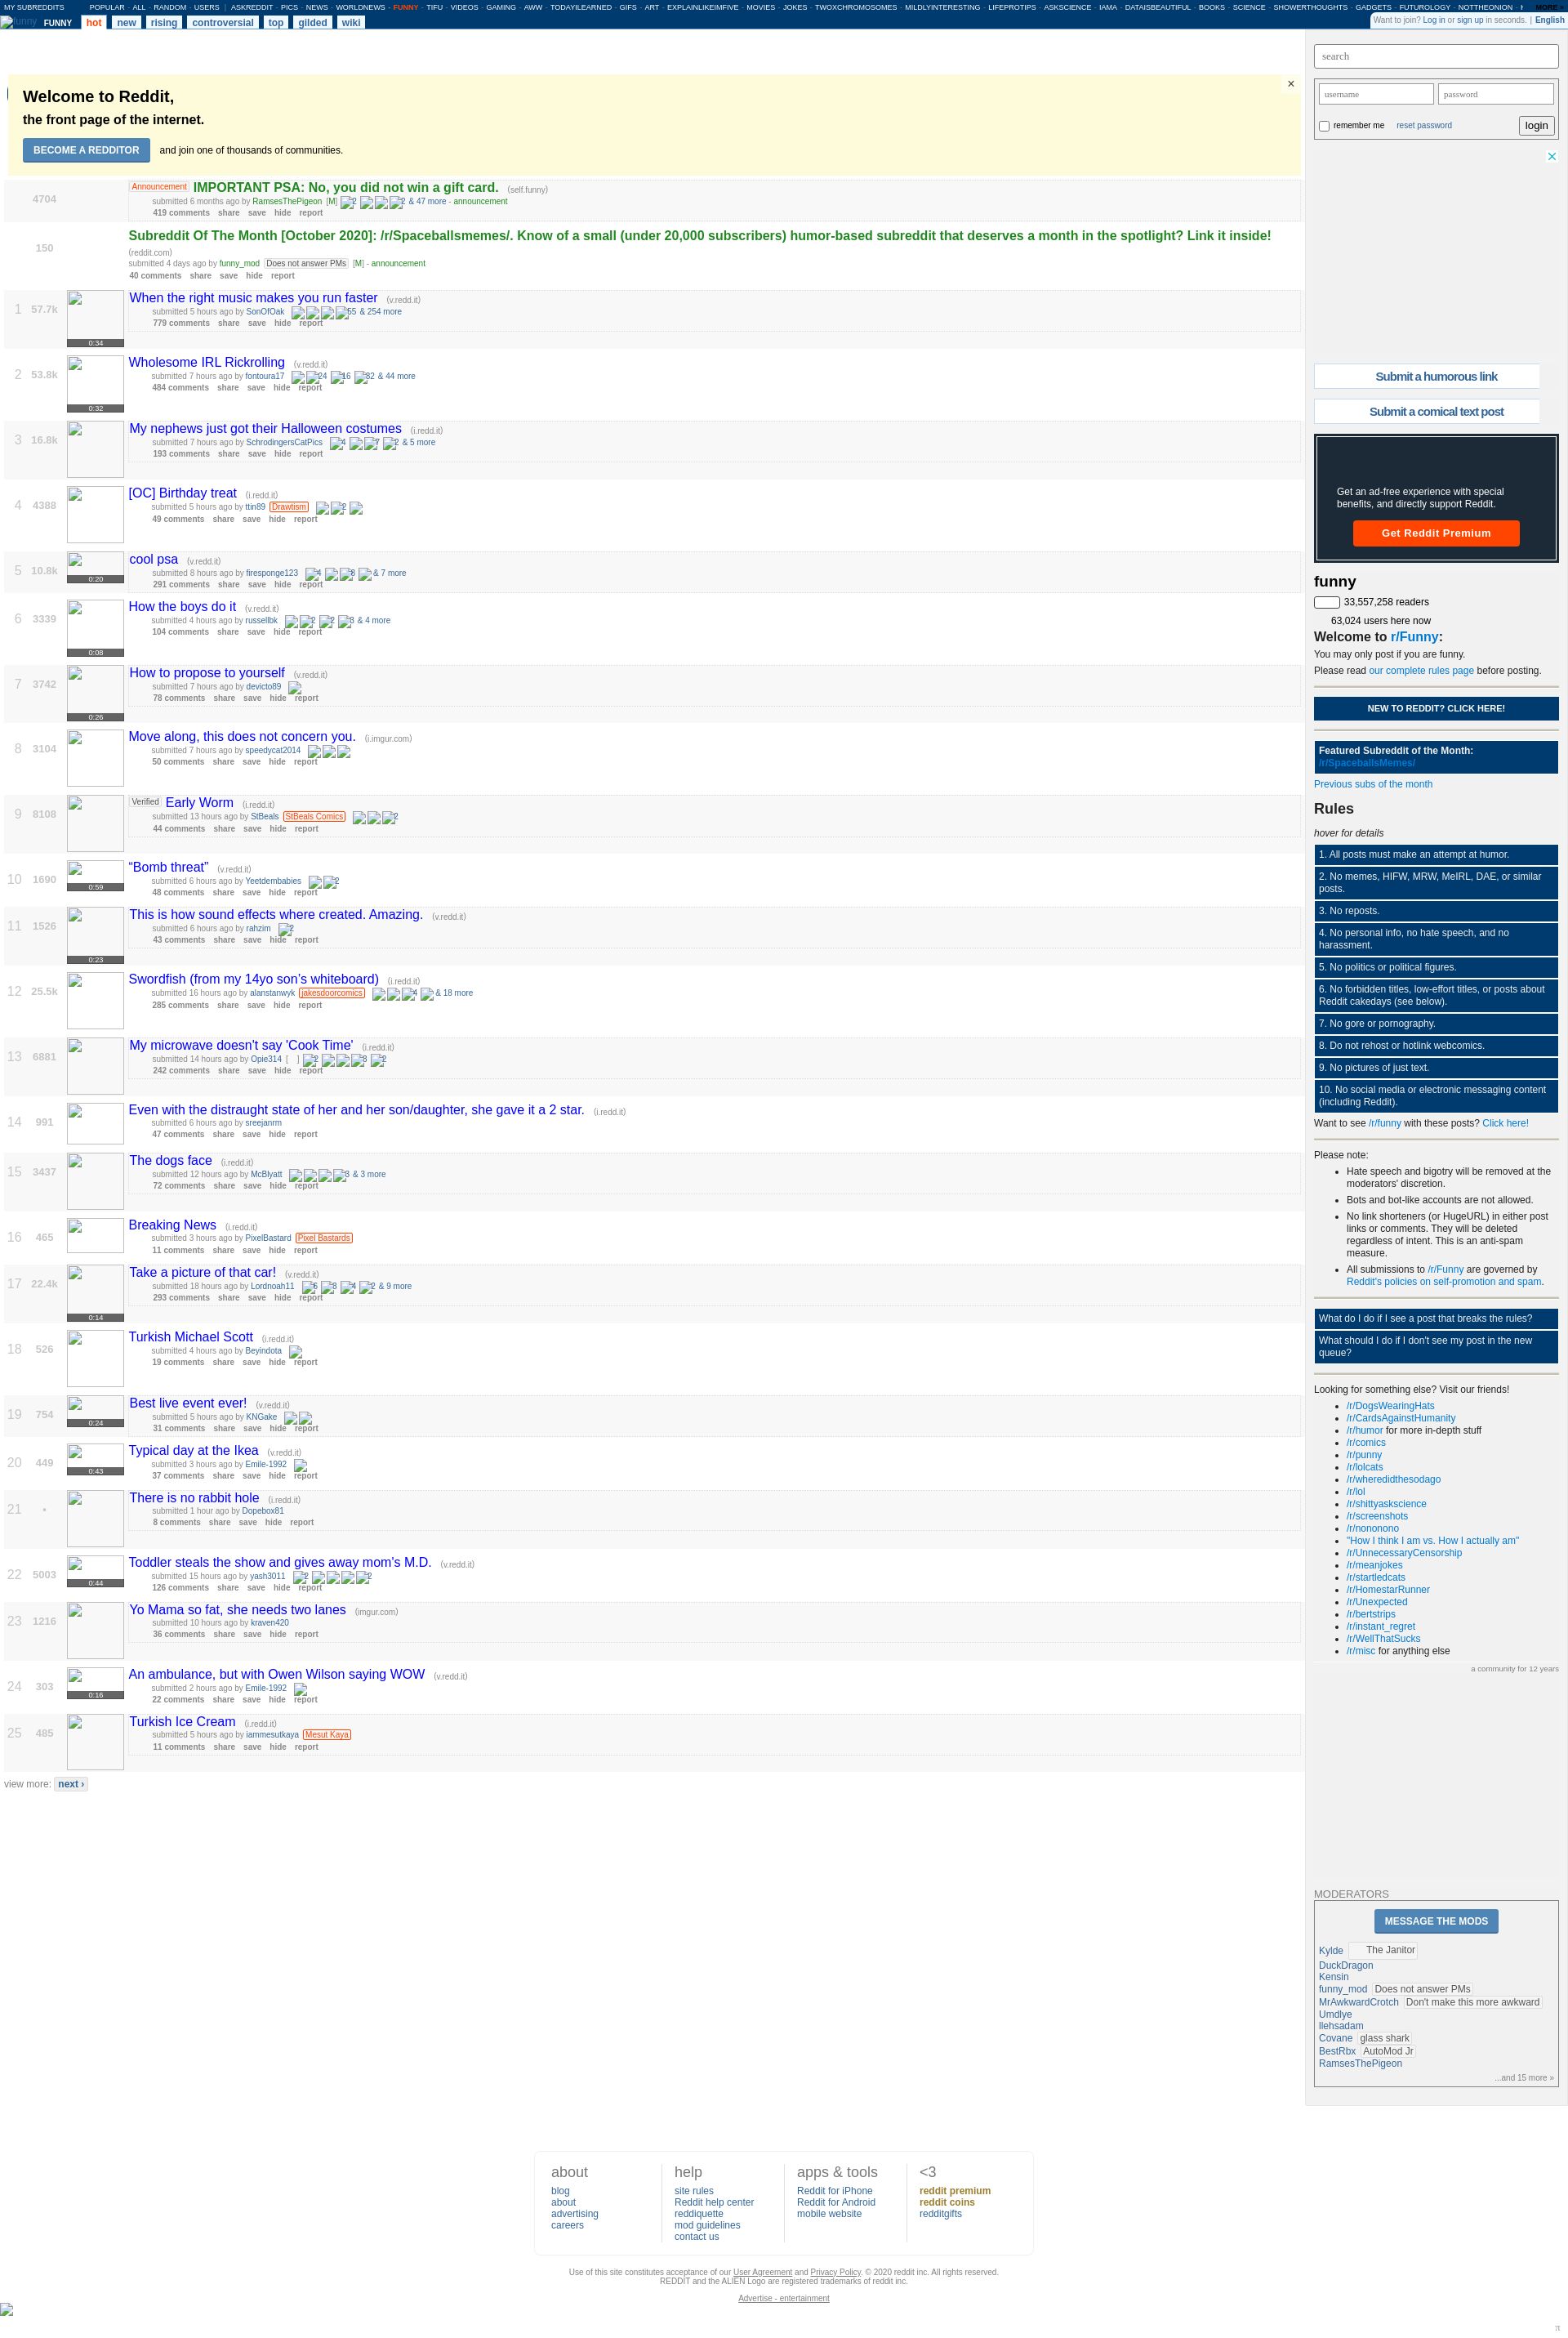 MY SUBREDDITS POPULAR - ALL - RANDOM - USERS | ASKREDDIT - PICS - NEWS - WORLDNEWS - FUNNY - TIFU - VIDEOS - GAMING - AWW - TODAYILEARNED - GIFS - ART - EXPLAINLIKEIMFIVE - MOVIES - JOKES - TWOXCHROMOSOMES - MILDLYINTERESTING - LIFEPROTIPS - ASKSCIENCE - IAMA - DATAISBEAUTIFUL - BOOKS - SCIENCE - SHOWERTHOUGHTS - GADGETS - FUTUROLOGY - NOTTHEONION - MORE »
funny FUNNY hot new rising controversial top gilded wiki
Want to join? Log in or sign up in seconds. | English
Welcome to Reddit,
the front page of the internet.
BECOME A REDDITOR and join one of thousands of communities.
×
4704
Announcement IMPORTANT PSA: No, you did not win a gift card. (self.funny)
submitted 6 months ago by RamsesThePigeon [M] 2 2 & 47 more - announcement
419 comments share save hide report
150
Subreddit Of The Month [October 2020]: /r/Spaceballsmemes/. Know of a small (under 20,000 subscribers) humor-based subreddit that deserves a month in the spotlight? Link it inside!
(reddit.com)
submitted 4 days ago by funny_mod Does not answer PMs [M] - announcement
40 comments share save hide report
1 57.7k 0:34
When the right music makes you run faster (v.redd.it)
submitted 5 hours ago by SonOfOak 55 & 254 more
779 comments share save hide report
2 53.8k 0:32
Wholesome IRL Rickrolling (v.redd.it)
submitted 7 hours ago by fontoura17 24 16 32 & 44 more
484 comments share save hide report
3 16.8k
My nephews just got their Halloween costumes (i.redd.it)
submitted 7 hours ago by SchrodingersCatPics 4 7 2 & 5 more
193 comments share save hide report
4 4388
[OC] Birthday treat (i.redd.it)
submitted 5 hours ago by ttin89 Drawtism 2
49 comments share save hide report
5 10.8k 0:20
cool psa (v.redd.it)
submitted 8 hours ago by firesponge123 4 8 & 7 more
291 comments share save hide report
6 3339 0:08
How the boys do it (v.redd.it)
submitted 4 hours ago by russellbk 2 2 3 & 4 more
104 comments share save hide report
7 3742 0:26
How to propose to yourself (v.redd.it)
submitted 7 hours ago by devicto89
78 comments share save hide report
8 3104
Move along, this does not concern you. (i.imgur.com)
submitted 7 hours ago by speedycat2014
50 comments share save hide report
9 8108
Verified Early Worm (i.redd.it)
submitted 13 hours ago by StBeals StBeals Comics 2
44 comments share save hide report
10 1690 0:59
“Bomb threat” (v.redd.it)
submitted 6 hours ago by Yeetdembabies 2
48 comments share save hide report
11 1526 0:23
This is how sound effects where created. Amazing. (v.redd.it)
submitted 6 hours ago by rahzim 2
43 comments share save hide report
12 25.5k
Swordfish (from my 14yo son’s whiteboard) (i.redd.it)
submitted 16 hours ago by alanstanwyk jakesdoorcomics 4 & 18 more
285 comments share save hide report
13 6881
My microwave doesn't say 'Cook Time' (i.redd.it)
submitted 14 hours ago by Opie314 [ ] 2 3 2
242 comments share save hide report
14 991
Even with the distraught state of her and her son/daughter, she gave it a 2 star. (i.redd.it)
submitted 6 hours ago by sreejanrm
47 comments share save hide report
15 3437
The dogs face (i.redd.it)
submitted 12 hours ago by McBlyatt 3 & 3 more
72 comments share save hide report
16 465
Breaking News (i.redd.it)
submitted 3 hours ago by PixelBastard Pixel Bastards
11 comments share save hide report
17 22.4k 0:14
Take a picture of that car! (v.redd.it)
submitted 18 hours ago by Lordnoah11 6 3 4 2 & 9 more
293 comments share save hide report
18 526
Turkish Michael Scott (i.redd.it)
submitted 4 hours ago by Beyindota
19 comments share save hide report
19 754 0:24
Best live event ever! (v.redd.it)
submitted 5 hours ago by KNGake
31 comments share save hide report
20 449 0:43
Typical day at the Ikea (v.redd.it)
submitted 3 hours ago by Emile-1992
37 comments share save hide report
21 •
There is no rabbit hole (i.redd.it)
submitted 1 hour ago by Dopebox81
8 comments share save hide report
22 5003 0:44
Toddler steals the show and gives away mom's M.D. (v.redd.it)
submitted 15 hours ago by yash3011 2 2
126 comments share save hide report
23 1216
Yo Mama so fat, she needs two lanes (imgur.com)
submitted 10 hours ago by kraven420
36 comments share save hide report
24 303 0:16
An ambulance, but with Owen Wilson saying WOW (v.redd.it)
submitted 2 hours ago by Emile-1992
22 comments share save hide report
25 485
Turkish Ice Cream (i.redd.it)
submitted 5 hours ago by iammesutkaya Mesut Kaya
11 comments share save hide report
view more: next ›
search
username password
remember me reset password login
Submit a humorous link
Submit a comical text post
Get an ad-free experience with special
benefits, and directly support Reddit.
Get Reddit Premium
funny
33,557,258 readers
63,024 users here now
Welcome to r/Funny:
You may only post if you are funny.
Please read our complete rules page before posting.
NEW TO REDDIT? CLICK HERE!
Featured Subreddit of the Month:
/r/SpaceballsMemes/
Previous subs of the month
Rules
hover for details
1. All posts must make an attempt at humor.
2. No memes, HIFW, MRW, MeIRL, DAE, or similar
posts.
3. No reposts.
4. No personal info, no hate speech, and no
harassment.
5. No politics or political figures.
6. No forbidden titles, low-effort titles, or posts about
Reddit cakedays (see below).
7. No gore or pornography.
8. Do not rehost or hotlink webcomics.
9. No pictures of just text.
10. No social media or electronic messaging content
(including Reddit).
Want to see /r/funny with these posts? Click here!
Please note:
• Hate speech and bigotry will be removed at the
moderators' discretion.
• Bots and bot-like accounts are not allowed.
• No link shorteners (or HugeURL) in either post
links or comments. They will be deleted
regardless of intent. This is an anti-spam
measure.
• All submissions to /r/Funny are governed by
Reddit's policies on self-promotion and spam.
What do I do if I see a post that breaks the rules?
What should I do if I don't see my post in the new
queue?
Looking for something else? Visit our friends!
• /r/DogsWearingHats
• /r/CardsAgainstHumanity
• /r/humor for more in-depth stuff
• /r/comics
• /r/punny
• /r/lolcats
• /r/wheredidthesodago
• /r/lol
• /r/shittyaskscience
• /r/screenshots
• /r/nononono
• "How I think I am vs. How I actually am"
• /r/UnnecessaryCensorship
• /r/meanjokes
• /r/startledcats
• /r/HomestarRunner
• /r/Unexpected
• /r/bertstrips
• /r/instant_regret
• /r/WellThatSucks
• /r/misc for anything else
a community for 12 years
MODERATORS
MESSAGE THE MODS
Kylde The Janitor
DuckDragon
Kensin
funny_mod Does not answer PMs
MrAwkwardCrotch Don't make this more awkward
Umdlye
llehsadam
Covane glass shark
BestRbx AutoMod Jr
RamsesThePigeon
...and 15 more »
about
blog
about
advertising
careers
help
site rules
Reddit help center
reddiquette
mod guidelines
contact us
apps & tools
Reddit for iPhone
Reddit for Android
mobile website
<3
reddit premium
reddit coins
redditgifts
Use of this site constitutes acceptance of our User Agreement and Privacy Policy. © 2020 reddit inc. All rights reserved.
REDDIT and the ALIEN Logo are registered trademarks of reddit inc.
Advertise - entertainment
π